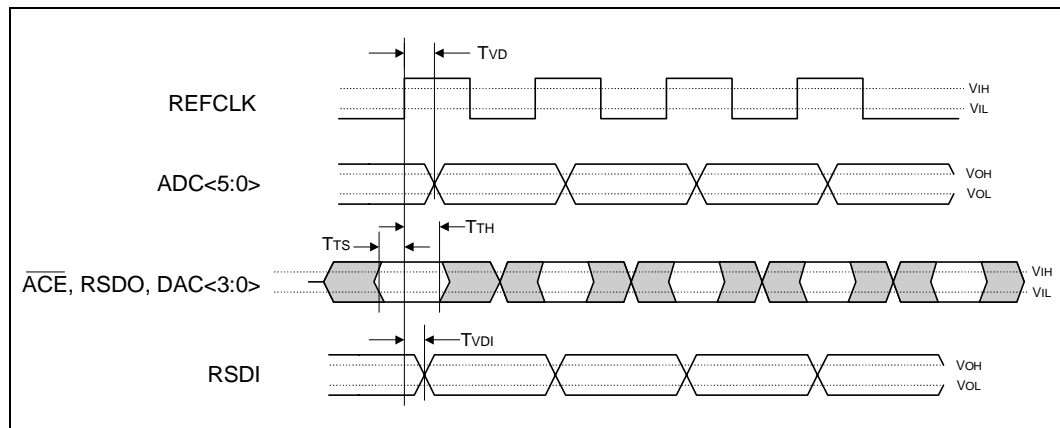 TVD
REFCLK
VIH
VIL
ADC<5:0>
VOH
VOL
TTS
TTH
ACE, RSDO, DAC<3:0>
VIH
VIL
TVDI
RSDI
VOH
VOL